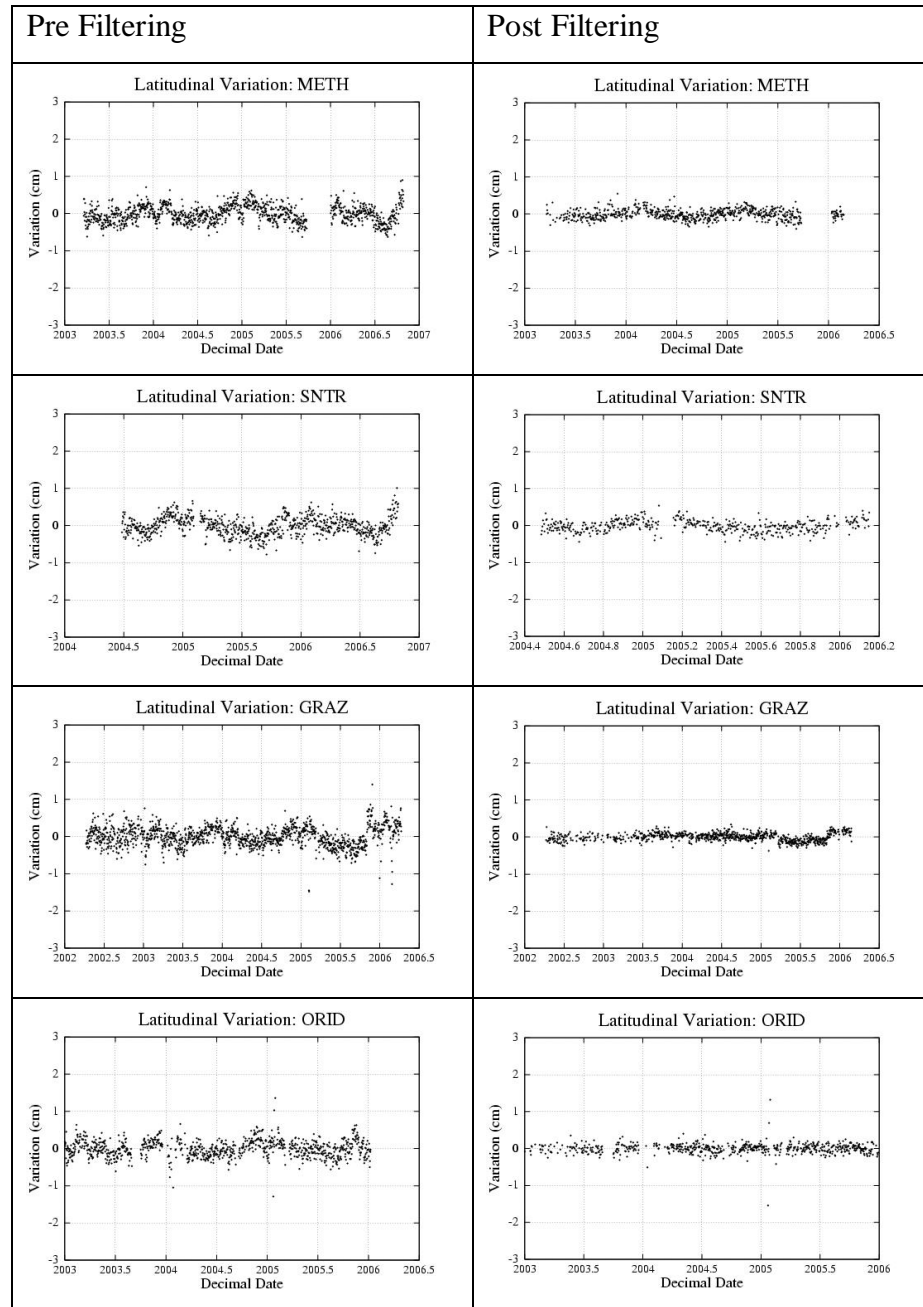 Pre Filtering
Post Filtering
Latitudinal Variation: METH
3
2
1
0
-1
-2
-3
Variation (cm)
2003 2003.5 2004 2004.5 2005 2005.5 2006 2006.5 2007
Decimal Date
Latitudinal Variation: METH
3
2
1
0
-1
-2
-3
Variation (cm)
2003 2003.5 2004 2004.5 2005 2005.5 2006 2006.5
Decimal Date
Latitudinal Variation: SNTR
3
2
1
0
-1
-2
-3
Variation (cm)
2004 2004.5 2005 2005.5 2006 2006.5 2007
Decimal Date
Latitudinal Variation: SNTR
3
2
1
0
-1
-2
-3
Variation (cm)
2004.4 2004.6 2004.8 2005 2005.2 2005.4 2005.6 2005.8 2006 2006.2
Decimal Date
Latitudinal Variation: GRAZ
3
2
1
0
-1
-2
-3
Variation (cm)
2002 2002.5 2003 2003.5 2004 2004.5 2005 2005.5 2006 2006.5
Decimal Date
Latitudinal Variation: GRAZ
3
2
1
0
-1
-2
-3
Variation (cm)
2002 2002.5 2003 2003.5 2004 2004.5 2005 2005.5 2006 2006.5
Decimal Date
Latitudinal Variation: ORID
3
2
1
0
-1
-2
-3
Variation (cm)
2003 2003.5 2004 2004.5 2005 2005.5 2006 2006.5
Decimal Date
Latitudinal Variation: ORID
3
2
1
0
-1
-2
-3
Variation (cm)
2003 2003.5 2004 2004.5 2005 2005.5 2006
Decimal Date